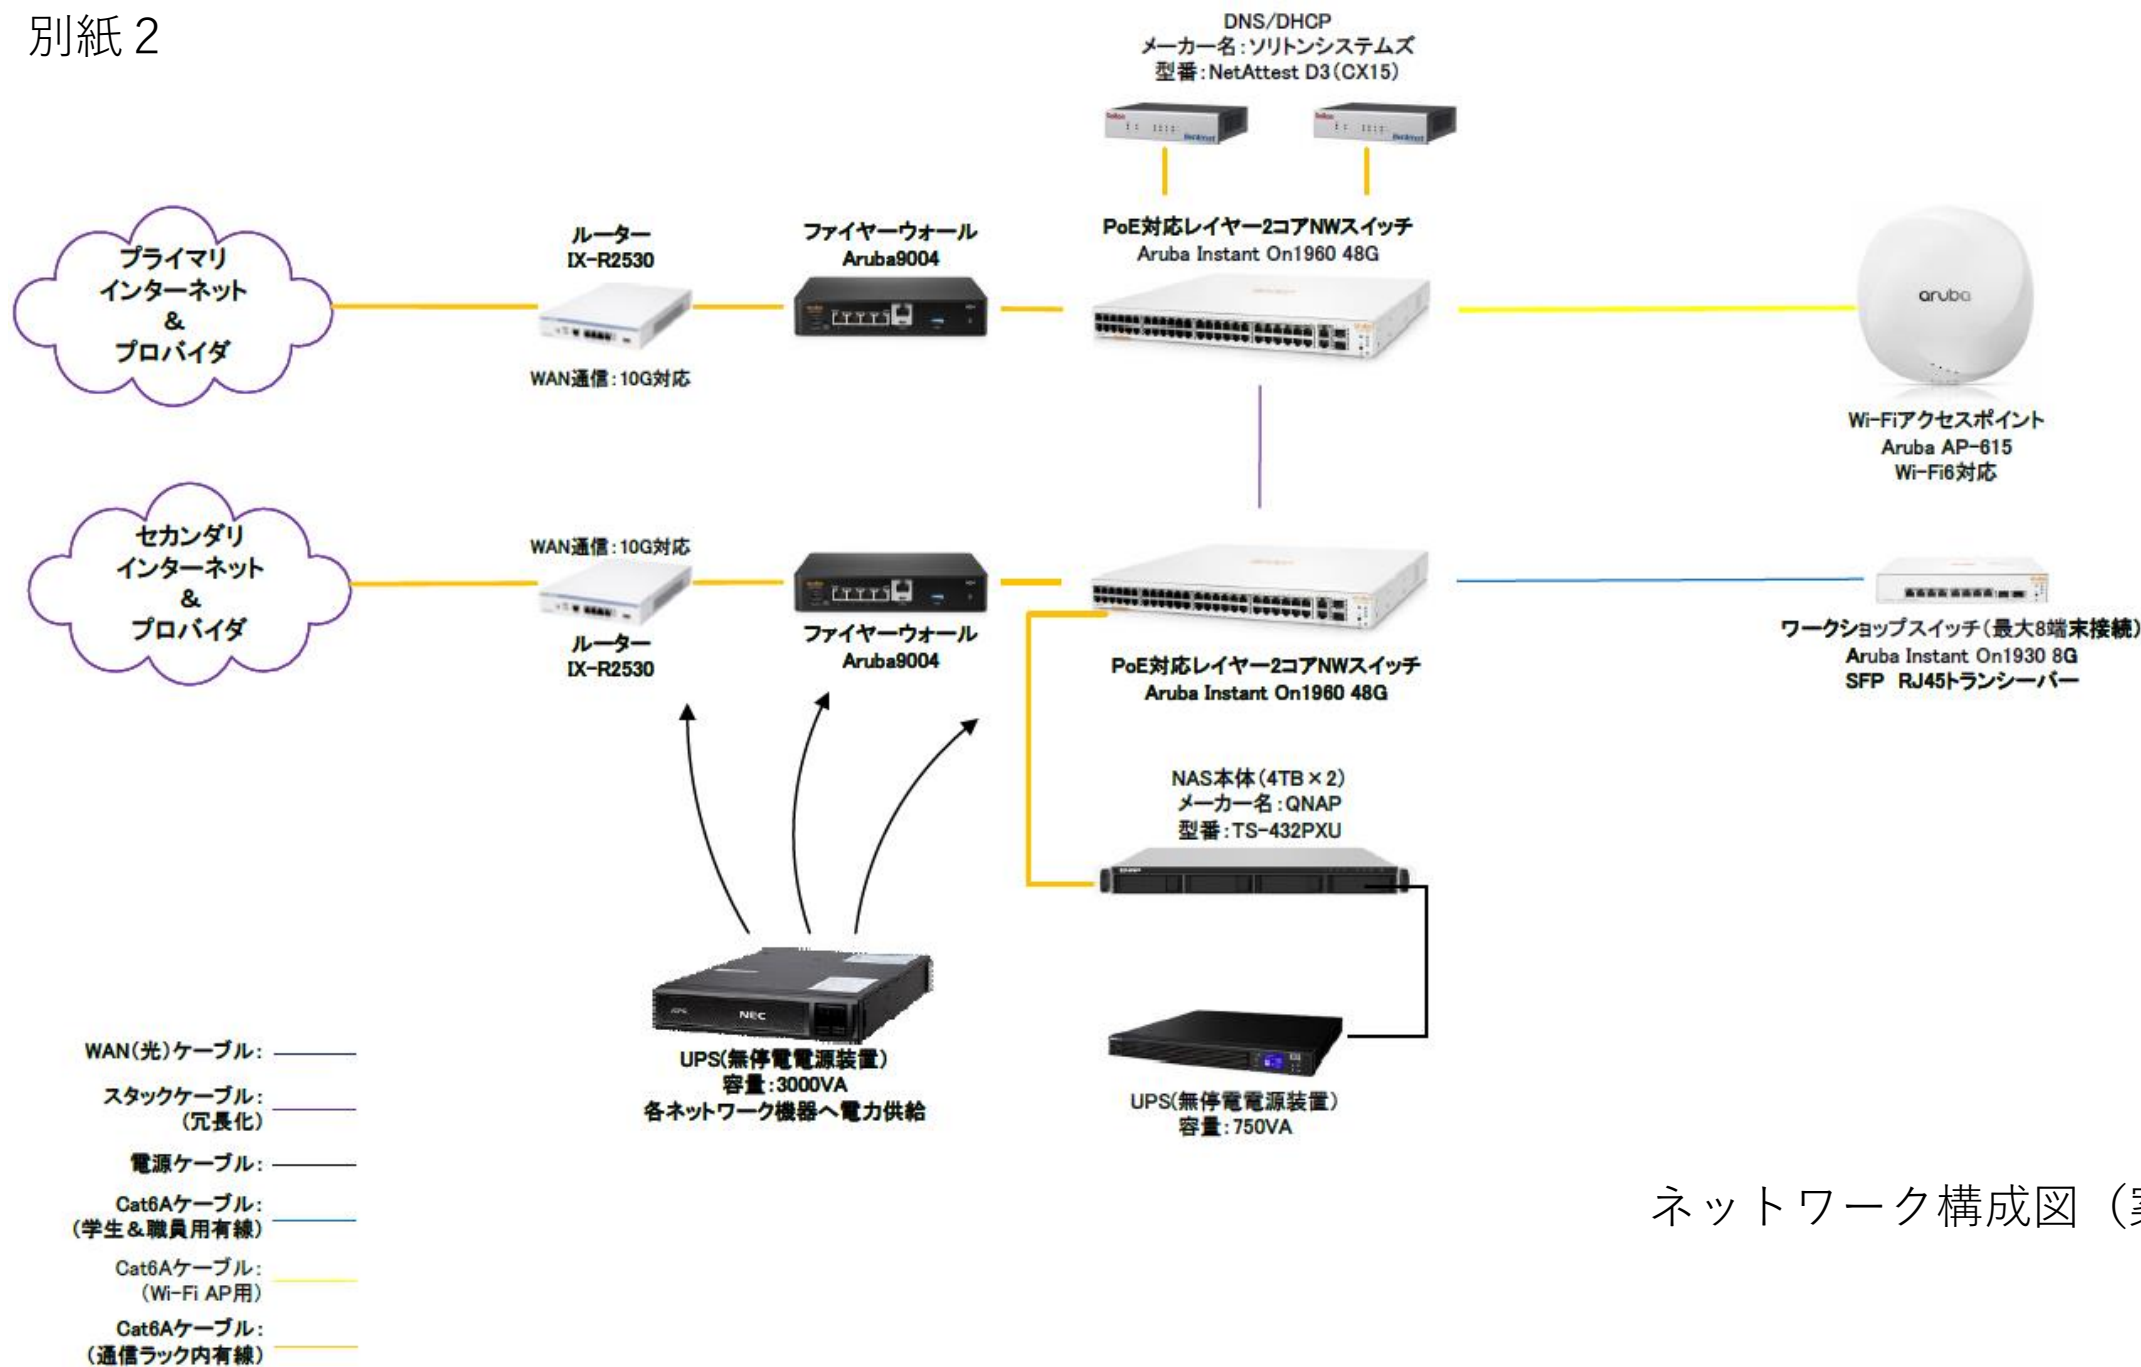 別紙２
DNS/DHCP
メーカー名：ソリトンシステムズ
型番：NetAttest D3（CX15）
プライマリ
インターネット
&
プロバイダ
ルーター
IX-R2530
WAN通信：10G対応
ファイヤーウォール
Aruba9004
PoE対応レイヤー2コアNWスイッチ
Aruba Instant On1960 48G
aruba
Wi-Fiアクセスポイント
Aruba AP-615
Wi-Fi6対応
セカンダリ
インターネット
&
プロバイダ
WAN通信：10G対応
ルーター
IX-R2530
ファイヤーウォール
Aruba9004
PoE対応レイヤー2コアNWスイッチ
Aruba Instant On1960 48G
ワークショップスイッチ（最大8端末接続）
Aruba Instant On1930 8G
SFP　RJ45トランシーバー
NAS本体（4TB×2）
メーカー名：QNAP
型番：TS-432PXU
NEC
UPS(無停電電源装置）
容量：3000VA
各ネットワーク機器へ電力供給
UPS(無停電電源装置）
容量：750VA
WAN（光）ケーブル：
スタックケーブル：
（冗長化）
電源ケーブル：
Cat6Aケーブル：
（学生＆職員用有線）
Cat6Aケーブル：
（Wi-Fi AP用）
Cat6Aケーブル：
（通信ラック内有線）
ネットワーク構成図（